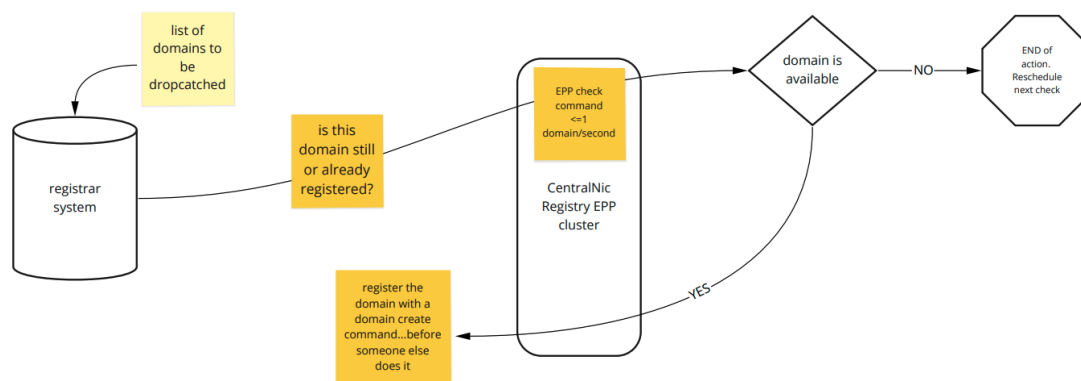 list of
domains to
be
dropcatched
registrar
system
is this
domain still
or already
registered?
EPP check
command
<=1
domain/second
CentralNic
Registry EPP
cluster
domain is
available
NO
END of
action.
Reschedule
next check
YES
register the
domain with a
domain create
command...before
someone else
does it